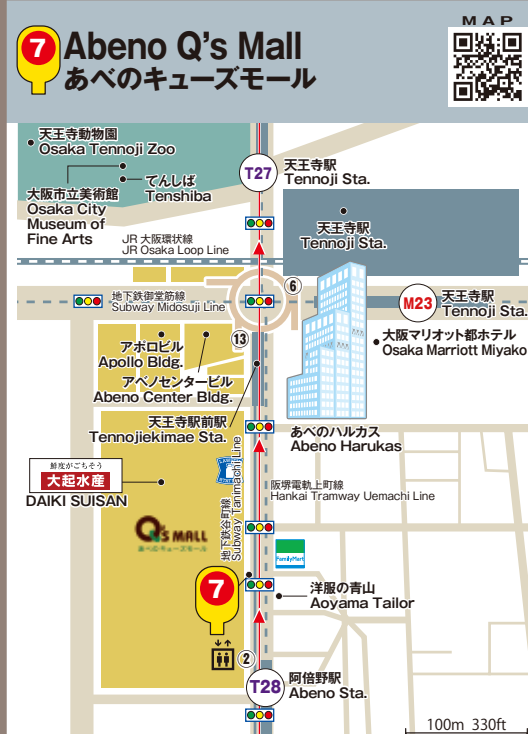 7
Abeno Q's Mall
あべのキューズモール
MAP
天王寺動物園
Osaka Tennoji Zoo
大阪市立美術館
Osaka City
Museum of
Fine Arts
てんしば
Tenshiba
T27
天王寺駅
Tennoji Sta.
天王寺駅
Tennoji Sta.
JR 大阪環状線
JR Osaka Loop Line
6
地下鉄御堂筋線
Subway Midosuji Line
M23
天王寺駅
Tennoji Sta.
13
アポロビル
Apollo Bldg.
アベノセンタービル
Abeno Center Bldg.
大阪マリオット都ホテル
Osaka Marriott Miyako
天王寺駅前駅
Tennojiekimae Sta.
あべのハルカス
Abeno Harukas
鮮度がごちそう
大起水産
DAIKI SUISAN
地下鉄谷町線
Subway Tanimachi Line
阪堺電軌上町線
Hankai Tramway Uemachi Line
Q's MALL
あべのキューズモール
FamilyMart
7
洋服の青山
Aoyama Tailor
2
T28
阿倍野駅
Abeno Sta.
100m 330ft